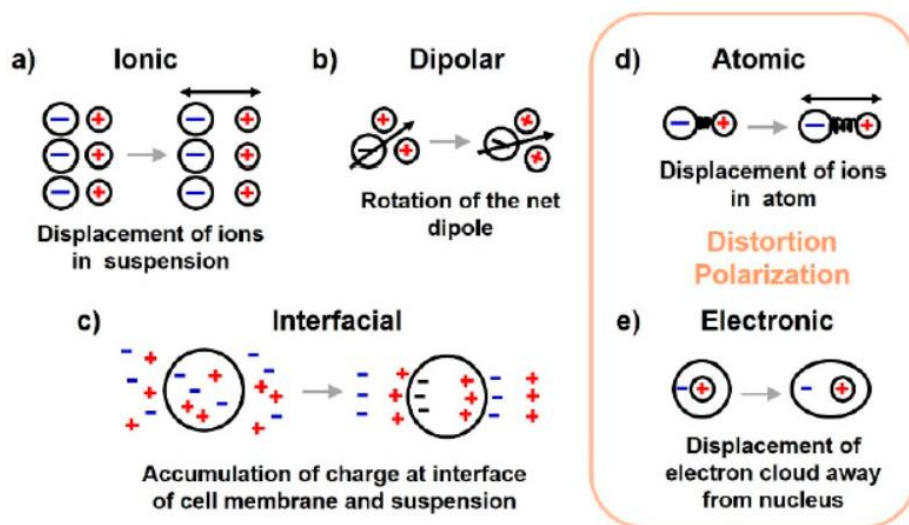 a) Ionic
Displacement of ions
in suspension
b) Dipolar
Rotation of the net
dipole
c) Interfacial
Accumulation of charge at interface
of cell membrane and suspension
d) Atomic
Displacement of ions
in atom
Distortion
Polarization
e) Electronic
Displacement of
electron cloud away
from nucleus